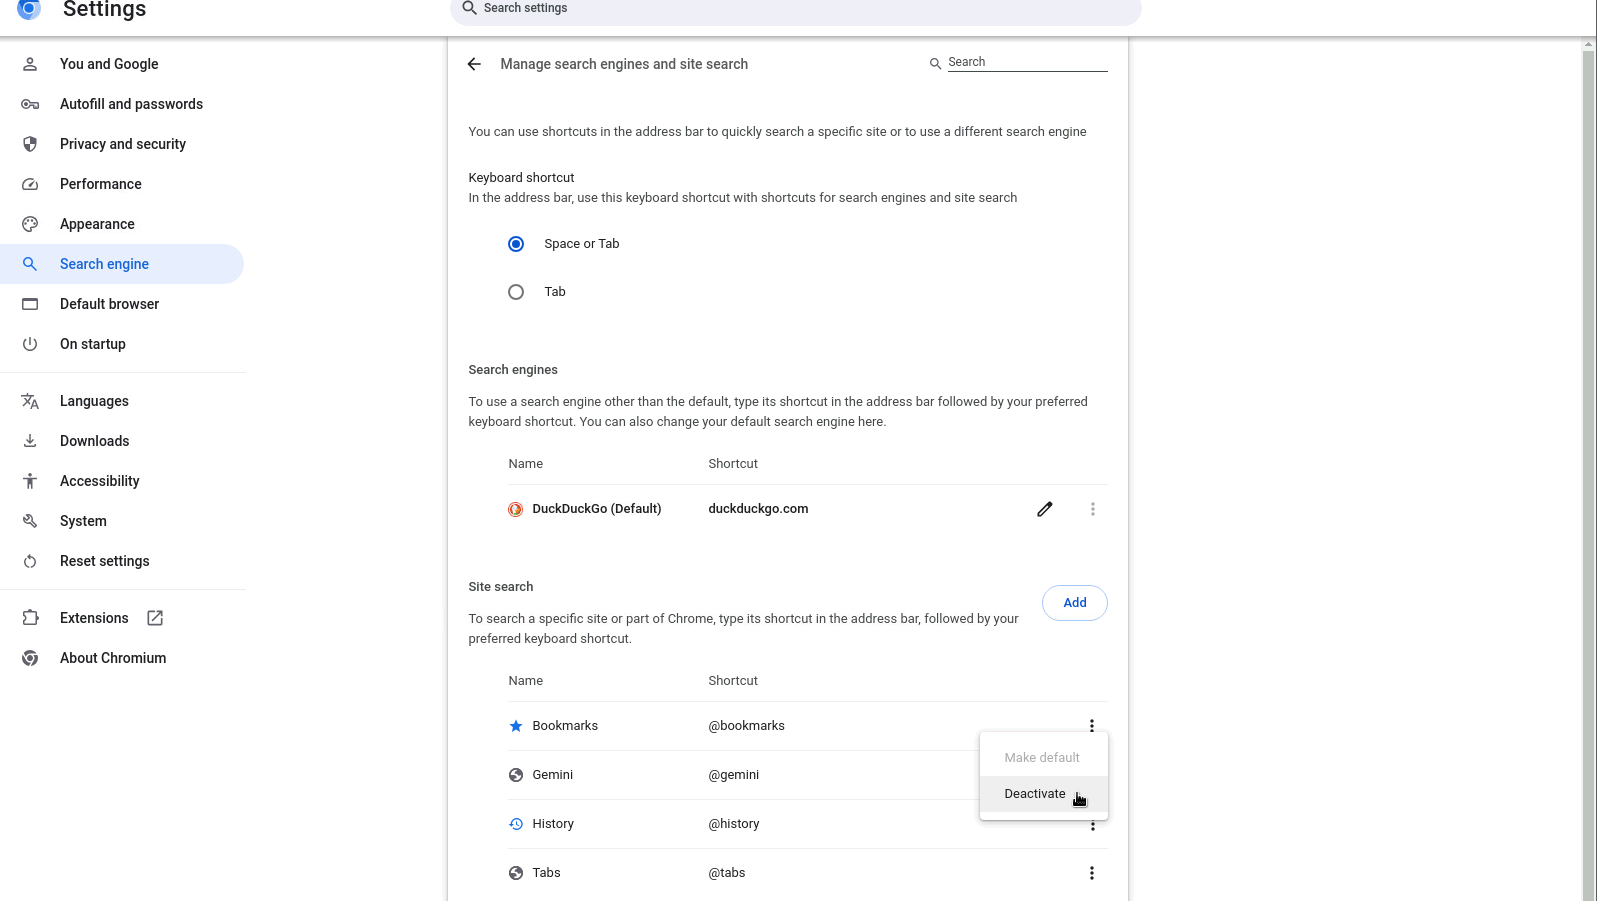 Settings
Search settings
You and Google
Autofill and passwords
Privacy and security
Performance
Appearance
Search engine
Default browser
On startup
Languages
Downloads
Accessibility
System
Reset settings
Extensions
About Chromium
Manage search engines and site search
Search
You can use shortcuts in the address bar to quickly search a specific site or to use a different search engine
Keyboard shortcut
In the address bar, use this keyboard shortcut with shortcuts for search engines and site search
Space or Tab
Tab
Search engines
To use a search engine other than the default, type its shortcut in the address bar followed by your preferred
keyboard shortcut. You can also change your default search engine here.
Name Shortcut
DuckDuckGo (Default) duckduckgo.com
Site search
Add
To search a specific site or part of Chrome, type its shortcut in the address bar, followed by your
preferred keyboard shortcut.
Name Shortcut
Bookmarks @bookmarks
Make default
Gemini @gemini
Deactivate
History @history
Tabs @tabs